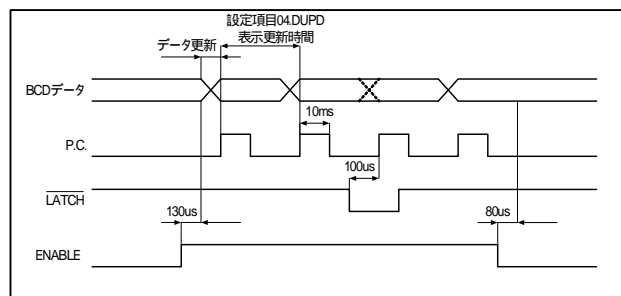 設定項目04.DUPD
表示更新時間
データ更新
BCDデータ
10ms
P.C.
100us
LATCH
130us
80us
ENABLE